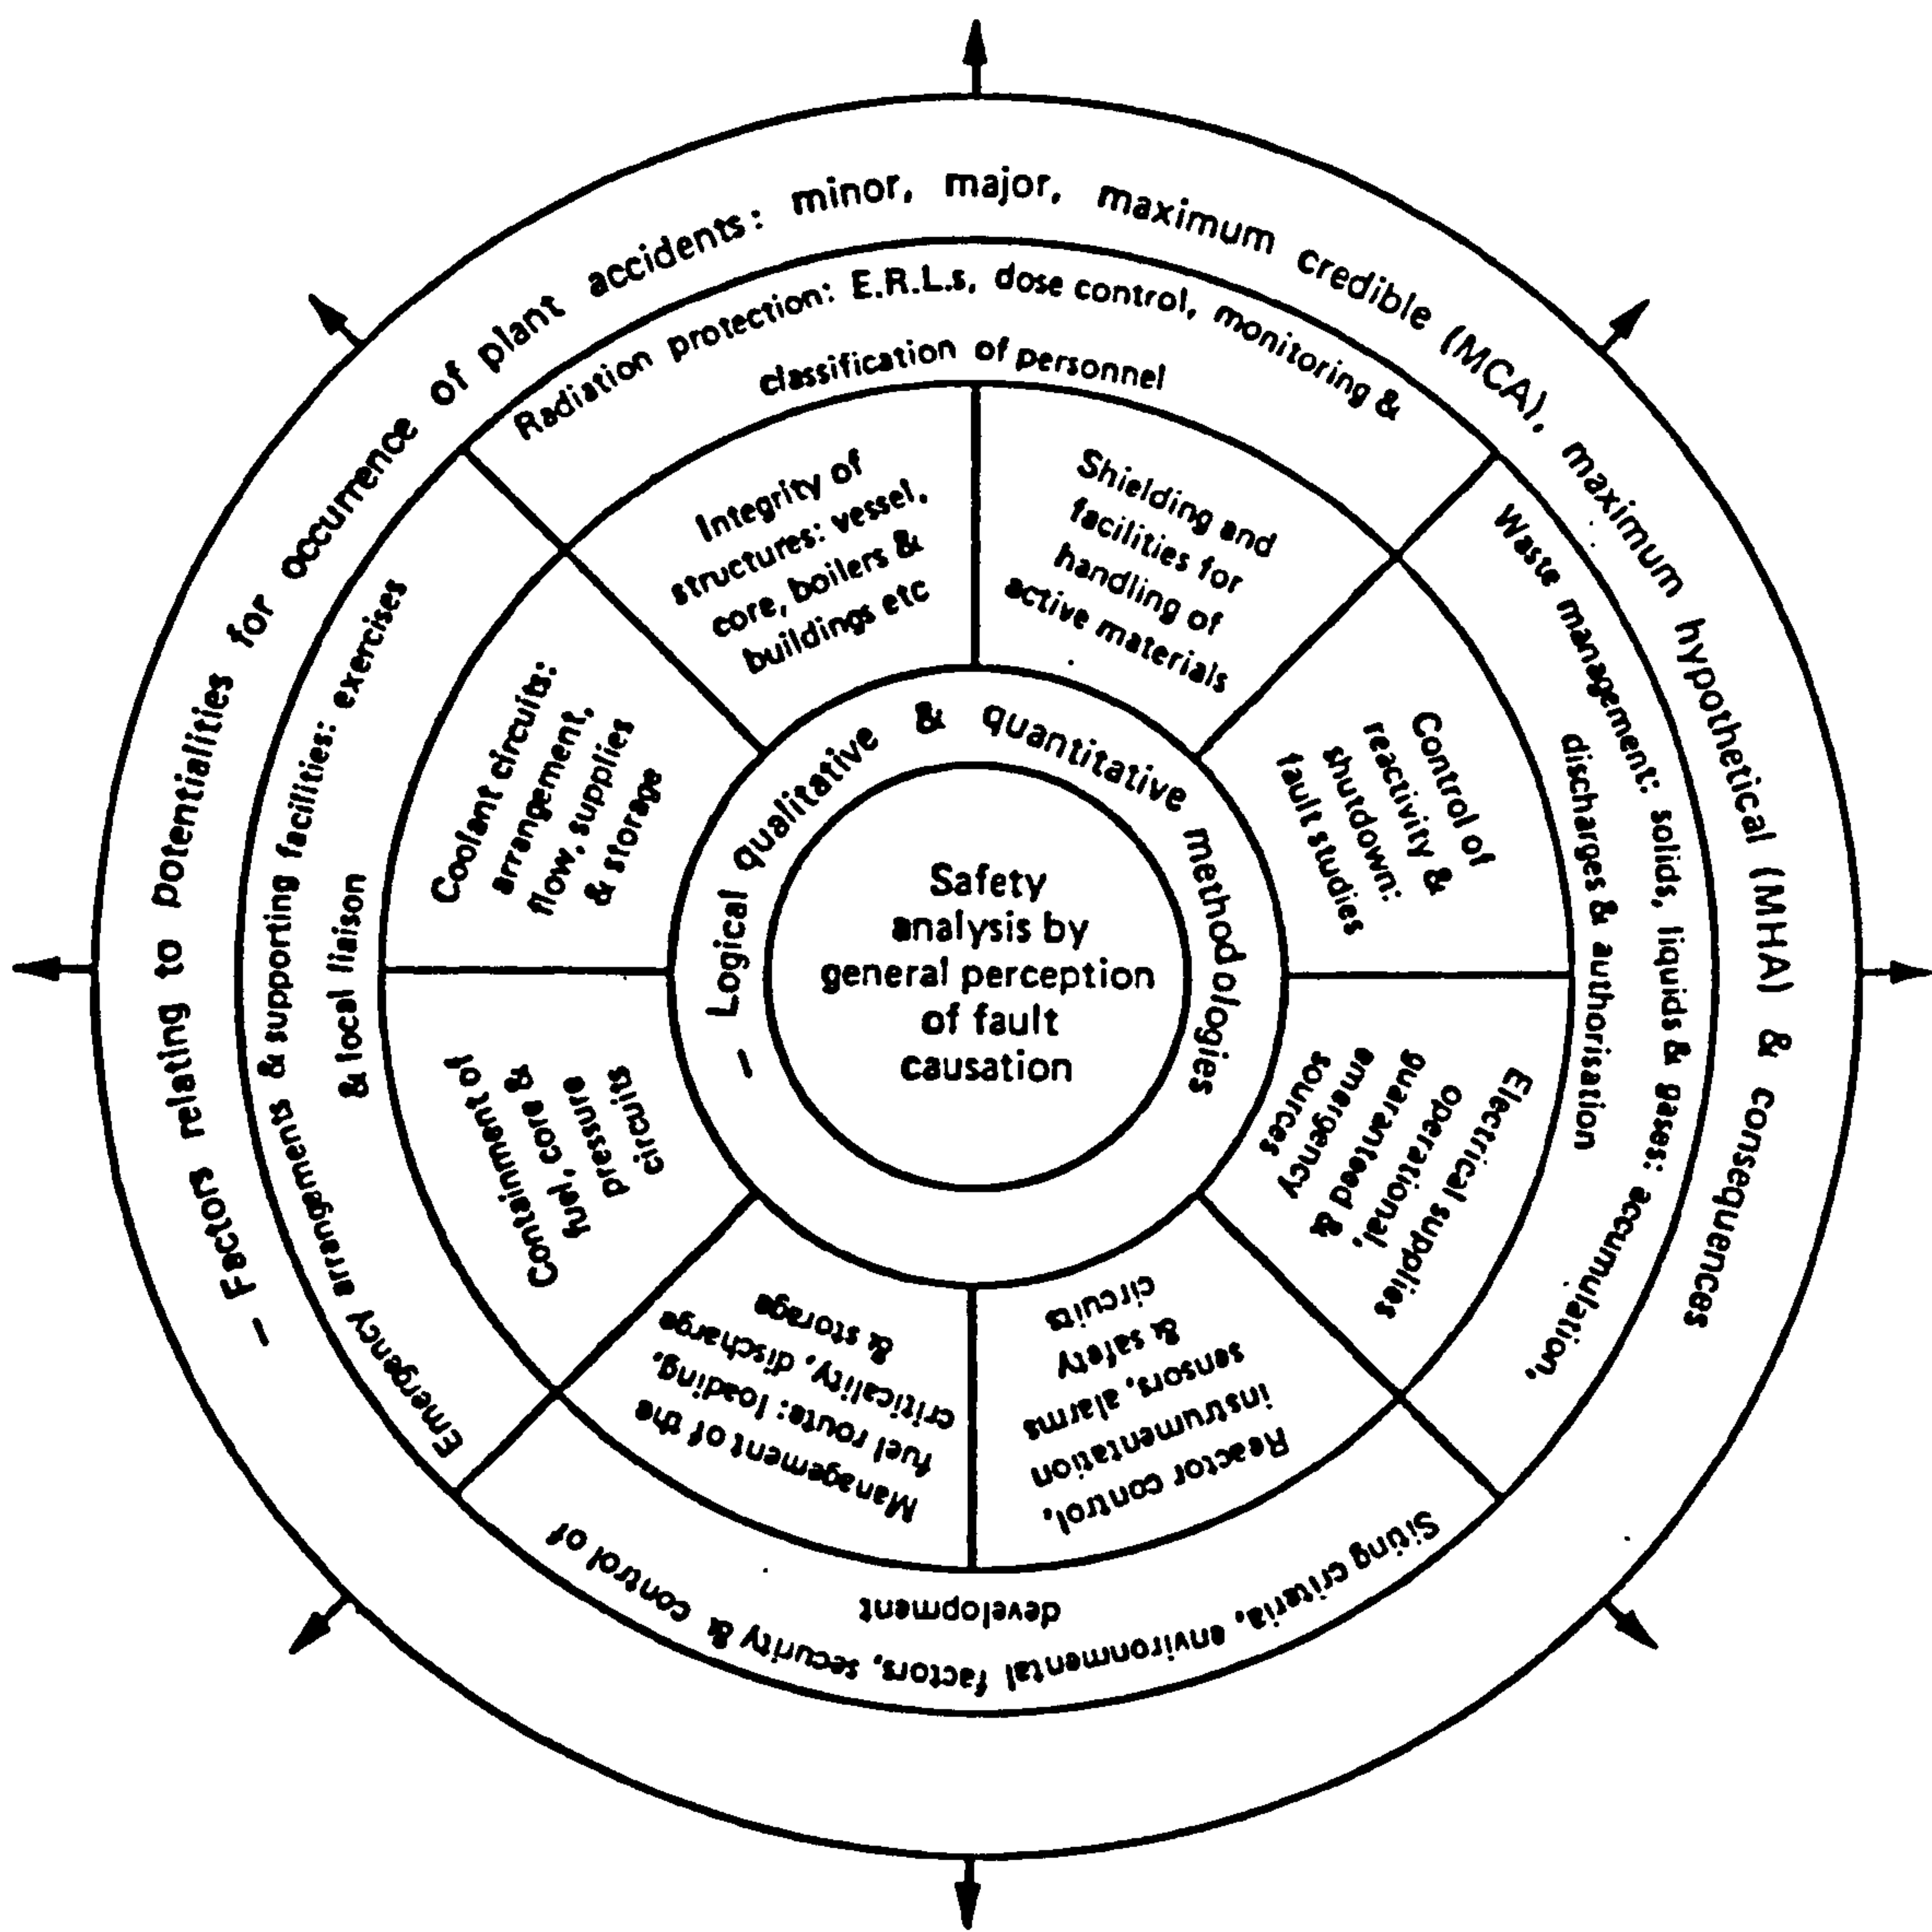 – Factors relating to potentialities for occurrence of plant accidents: minor, major, maximum credible (MCA), maximum hypothetical (MHA) & consequences
Radiation protection: E.R.L.s, dose control, monitoring &
classification of personnel
Waste management: solids, liquids & gases: accumulation,
discharges & authorisation
Siting criteria, environmental factors, security & control of
development
Emergency arrangements & supporting facilities: exercises
& local liaison
Integrity of
structures: vessel,
core, boilers &
buildings etc
Shielding and
facilities for
handling of
active materials
Control of
reactivity &
shutdown:
fault studies
Electrical supplies
operational,
guaranteed &
emergency
sources
Reactor control,
instrumentation
sensors, alarms
& safety
circuits
Management of the
fuel route: loading,
criticality, discharge
& storage
Containment of
fuel, core &
pressure
circuits
Coolant circuits:
arrangement,
flow, supplies
& storage
– Logical qualitative & quantitative methodologies
Safety
analysis by
general perception
of fault
causation